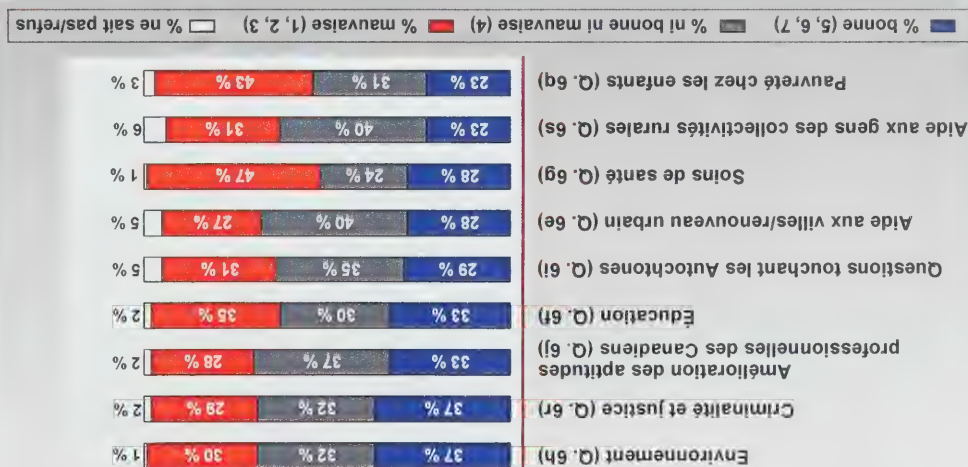 Environnement (Q. 6h) 37 % 32 % 30 % 1 %
Criminalité et justice (Q. 6r) 37 % 32 % 29 % 2 %
Amélioration des aptitudes
professionnelles des Canadiens (Q. 6j) 33 % 37 % 28 % 2 %
Éducation (Q. 6f) 33 % 30 % 35 % 2 %
Questions touchant les Autochtones (Q. 6i) 29 % 35 % 31 % 5 %
Aide aux villes/renouveau urbain (Q. 6e) 28 % 40 % 27 % 5 %
Soins de santé (Q. 6g) 28 % 24 % 47 % 1 %
Aide aux gens des collectivités rurales (Q. 6s) 23 % 40 % 31 % 6 %
Pauvreté chez les enfants (Q. 6q) 23 % 31 % 43 % 3 %
% bonne (5, 6, 7) % ni bonne ni mauvaise (4) % mauvaise (1, 2, 3) % ne sait pas/refus